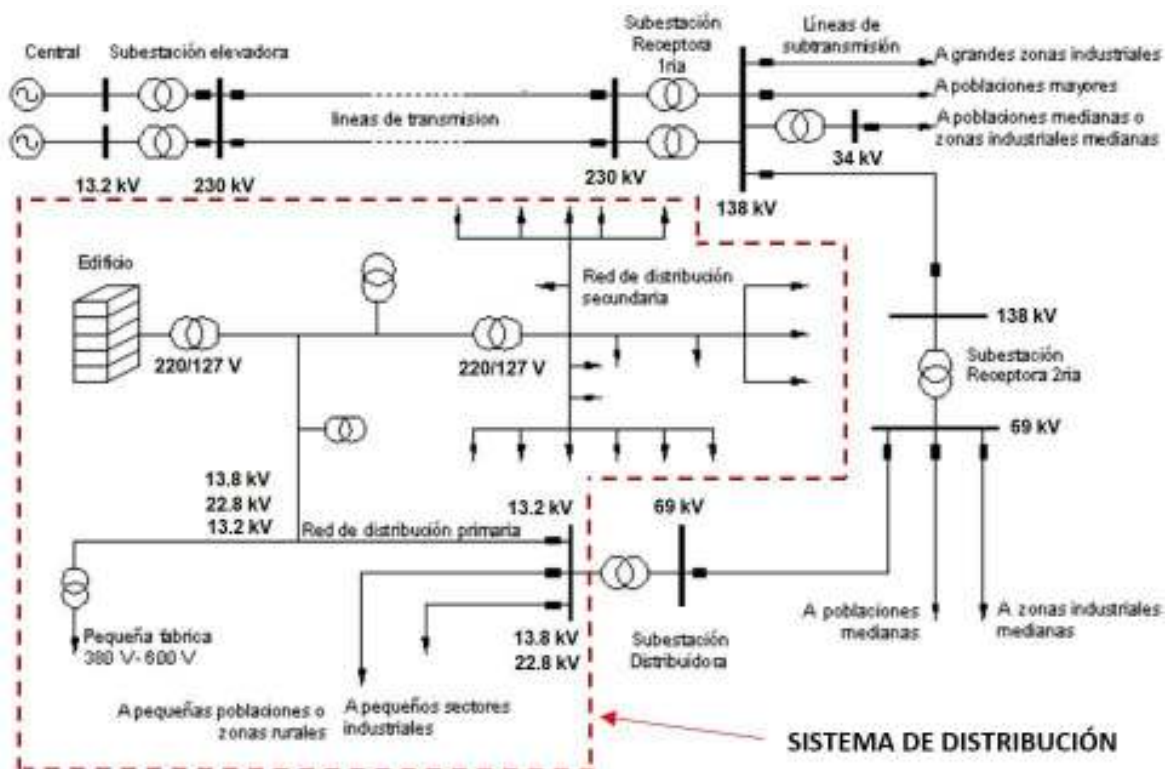 Central
Subestación elevadora
Subestación
Receptora
1ria
Líneas de
subtransmisión
A grandes zonas industriales
A poblaciones mayores
A poblaciones medianas o
zonas industriales medianas
lineas de transmision
34 kV
13.2 kV
230 kV
230 kV
138 kV
Edificio
Red de distribución
secundaria
220/127 V
220/127 V
138 kV
Subestación
Receptora 2ria
69 kV
13.8 kV
22.8 kV
13.2 kV
Red de distribución primaria
13.2 kV
69 kV
Pequeña fabrica
380 V- 600 V
13.8 kV
22.8 kV
Subestación
Distribuidora
A poblaciones
medianas
A zonas industriales
medianas
A pequeñas poblaciones o
zonas rurales
A pequeños sectores
industriales
SISTEMA DE DISTRIBUCIÓN